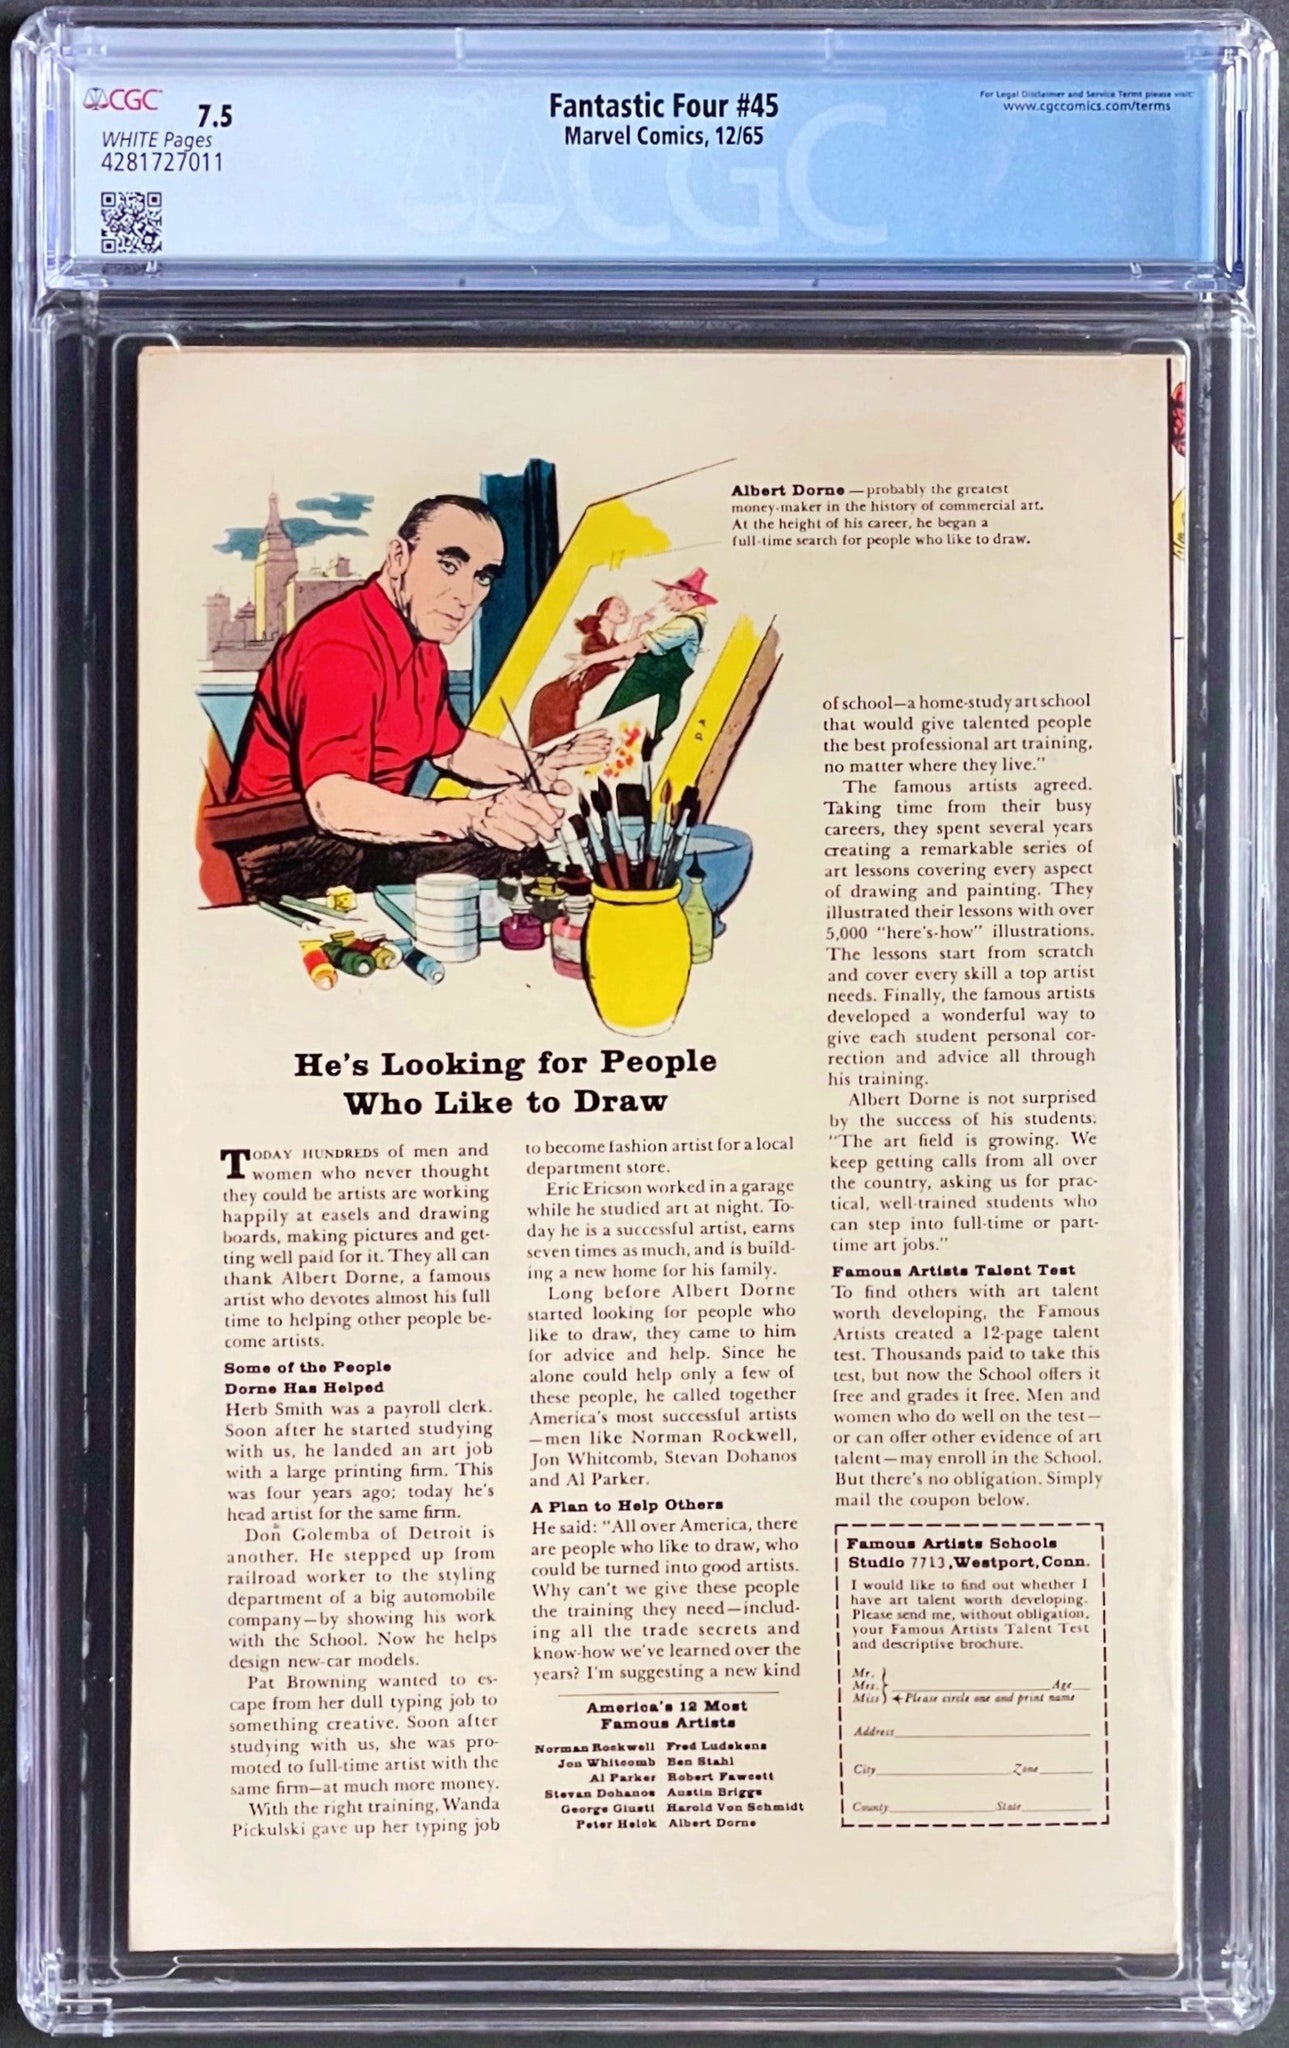 CGC
7.5
WHITE Pages
4281727011
Fantastic Four #45
Marvel Comics, 12/65
For Legal Disclaimer and Service Terms please visit:
www.cgccomics.com/terms
CGC
Albert Dorne — probably the greatest
money-maker in the history of commercial art.
At the height of his career, he began a
full-time search for people who like to draw.
He's Looking for People
Who Like to Draw
TODAY HUNDREDS of men and
women who never thought
they could be artists are working
happily at easels and drawing
boards, making pictures and get-
ting well paid for it. They all can
thank Albert Dorne, a famous
artist who devotes almost his full
time to helping other people be-
come artists.
Some of the People
Dorne Has Helped
Herb Smith was a payroll clerk.
Soon after he started studying
with us, he landed an art job
with a large printing firm. This
was four years ago; today he's
head artist for the same firm.
Don Golemba of Detroit is
another. He stepped up from
railroad worker to the styling
department of a big automobile
company—by showing his work
with the School. Now he helps
design new-car models.
Pat Browning wanted to es-
cape from her dull typing job to
something creative. Soon after
studying with us, she was pro-
moted to full-time artist with the
same firm—at much more money.
With the right training, Wanda
Pickulski gave up her typing job
to become fashion artist for a local
department store.
Eric Ericson worked in a garage
while he studied art at night. To-
day he is a successful artist, earns
seven times as much, and is build-
ing a new home for his family.
Long before Albert Dorne
started looking for people who
like to draw, they came to him
for advice and help. Since he
alone could help only a few of
these people, he called together
America's most successful artists
—men like Norman Rockwell,
Jon Whitcomb, Stevan Dohanos
and Al Parker.
A Plan to Help Others
He said: "All over America, there
are people who like to draw, who
could be turned into good artists.
Why can't we give these people
the training they need—includ-
ing all the trade secrets and
know-how we've learned over the
years? I'm suggesting a new kind
America's 12 Most
Famous Artists
Norman Rockwell Fred Ludekens
Jon Whitcomb Ben Stahl
Al Parker Robert Fawcett
Stevan Dohanos Austin Briggs
George Giusti Harold Von Schmidt
Peter Helck Albert Dorne
of school—a home-study art school
that would give talented people
the best professional art training,
no matter where they live."
The famous artists agreed.
Taking time from their busy
careers, they spent several years
creating a remarkable series of
art lessons covering every aspect
of drawing and painting. They
illustrated their lessons with over
5,000 "here's-how" illustrations.
The lessons start from scratch
and cover every skill a top artist
needs. Finally, the famous artists
developed a wonderful way to
give each student personal cor-
rection and advice all through
his training.
Albert Dorne is not surprised
by the success of his students.
"The art field is growing. We
keep getting calls from all over
the country, asking us for prac-
tical, well-trained students who
can step into full-time or part-
time art jobs."
Famous Artists Talent Test
To find others with art talent
worth developing, the Famous
Artists created a 12-page talent
test. Thousands paid to take this
test, but now the School offers it
free and grades it free. Men and
women who do well on the test—
or can offer other evidence of art
talent—may enroll in the School.
But there's no obligation. Simply
mail the coupon below.
Famous Artists Schools
Studio 7713, Westport, Conn.
I would like to find out whether I
have art talent worth developing.
Please send me, without obligation,
your Famous Artists Talent Test
and descriptive brochure.
Mr.
Mrs. Age
Miss Please circle one and print name
Address
City Zone
County State